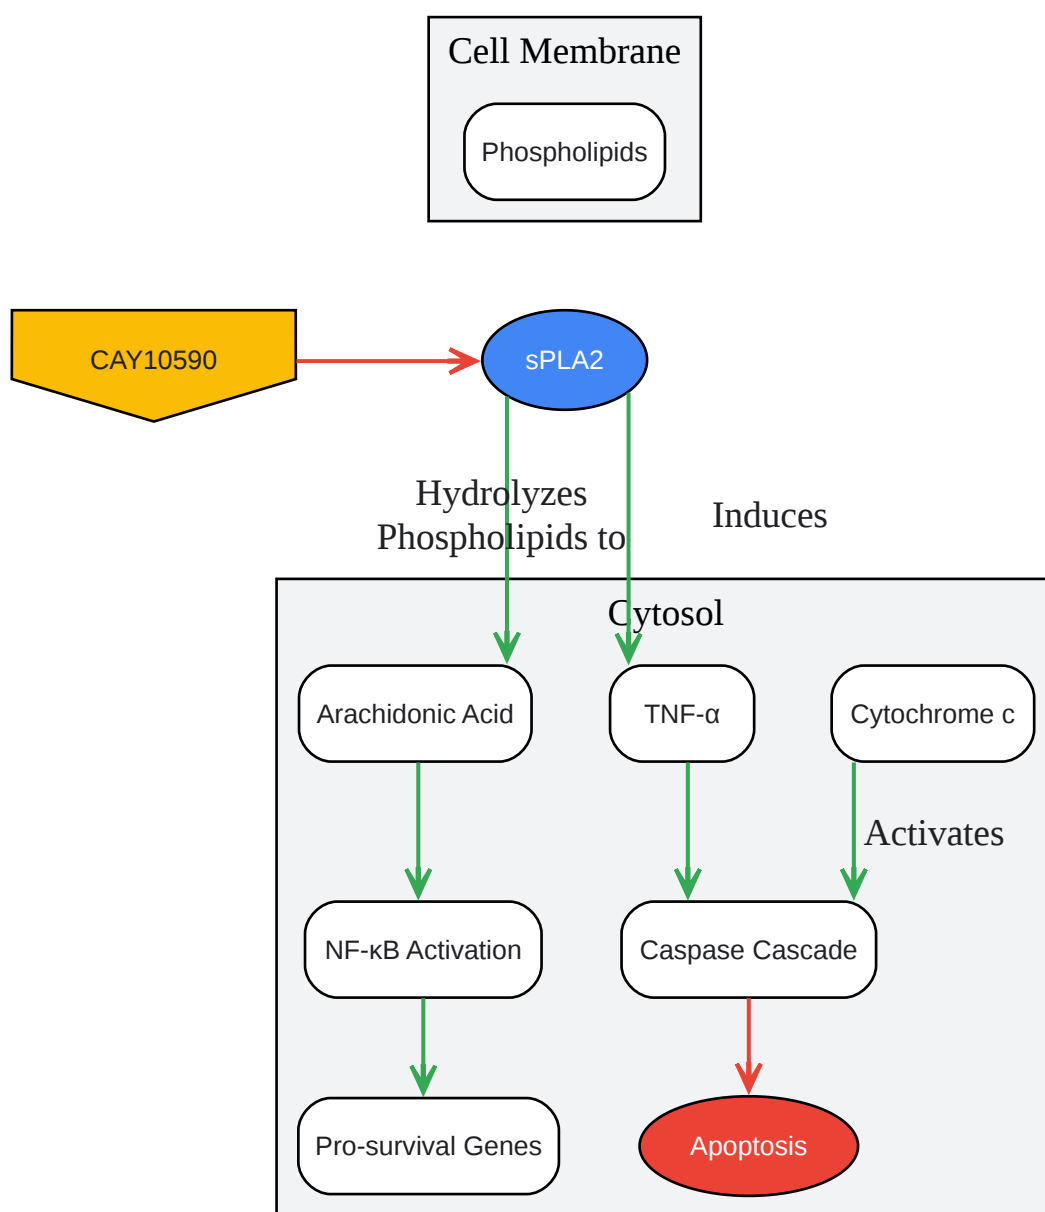 Cell Membrane
Phospholipids
CAY10590
sPLA2
Hydrolyzes
Phospholipids to
Induces
Cytosol
Arachidonic Acid
TNF-α
Cytochrome c
Activates
NF-κB Activation
Caspase Cascade
Pro-survival Genes
Apoptosis